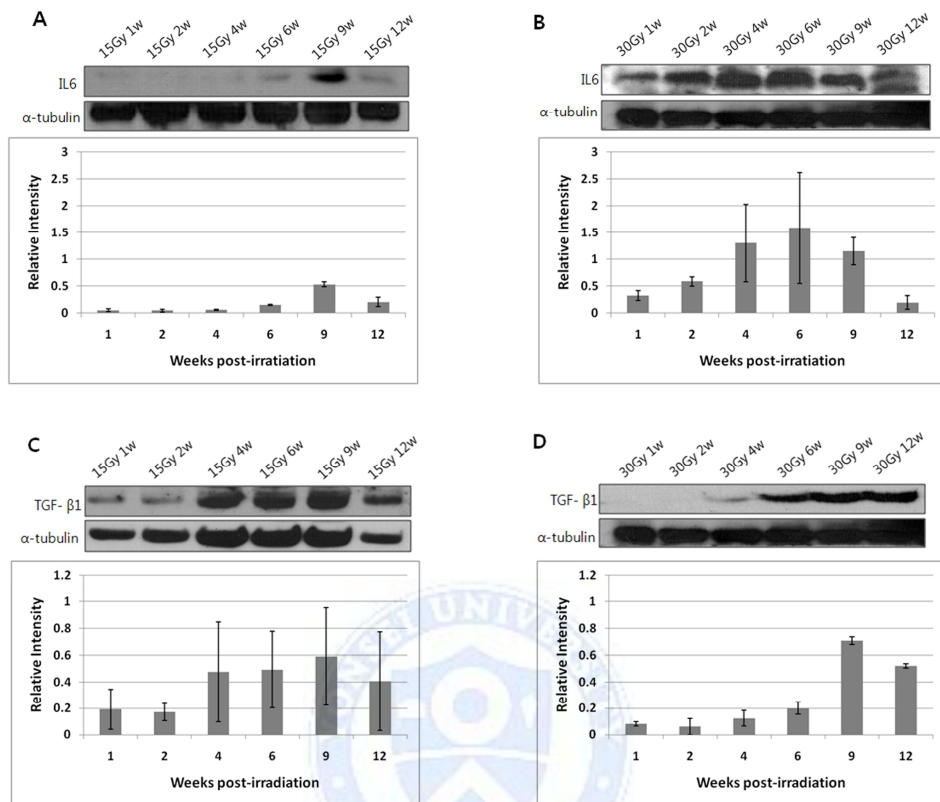 A
15Gy 1w 15Gy 2w 15Gy 4w 15Gy 6w 15Gy 9w 15Gy 12w
IL6
α-tubulin
3
2.5
2
1.5
1
0.5
0
Relative Intensity
1 2 4 6 9 12
Weeks post-irratiation
B
30Gy 1w 30Gy 2w 30Gy 4w 30Gy 6w 30Gy 9w 30Gy 12w
IL6
α-tubulin
3
2.5
2
1.5
1
0.5
0
Relative Intensity
1 2 4 6 9 12
Weeks post-irratiation
C
15Gy 1w 15Gy 2w 15Gy 4w 15Gy 6w 15Gy 9w 15Gy 12w
TGF- β1
α-tubulin
1.2
1
0.8
0.6
0.4
0.2
0
Relative Intensity
1 2 4 6 9 12
Weeks post-irradiation
D
30Gy 1w 30Gy 2w 30Gy 4w 30Gy 6w 30Gy 9w 30Gy 12w
TGF- β1
α-tubulin
1.2
1
0.8
0.6
0.4
0.2
0
Relative Intensity
1 2 4 6 9 12
Weeks post-irradiation